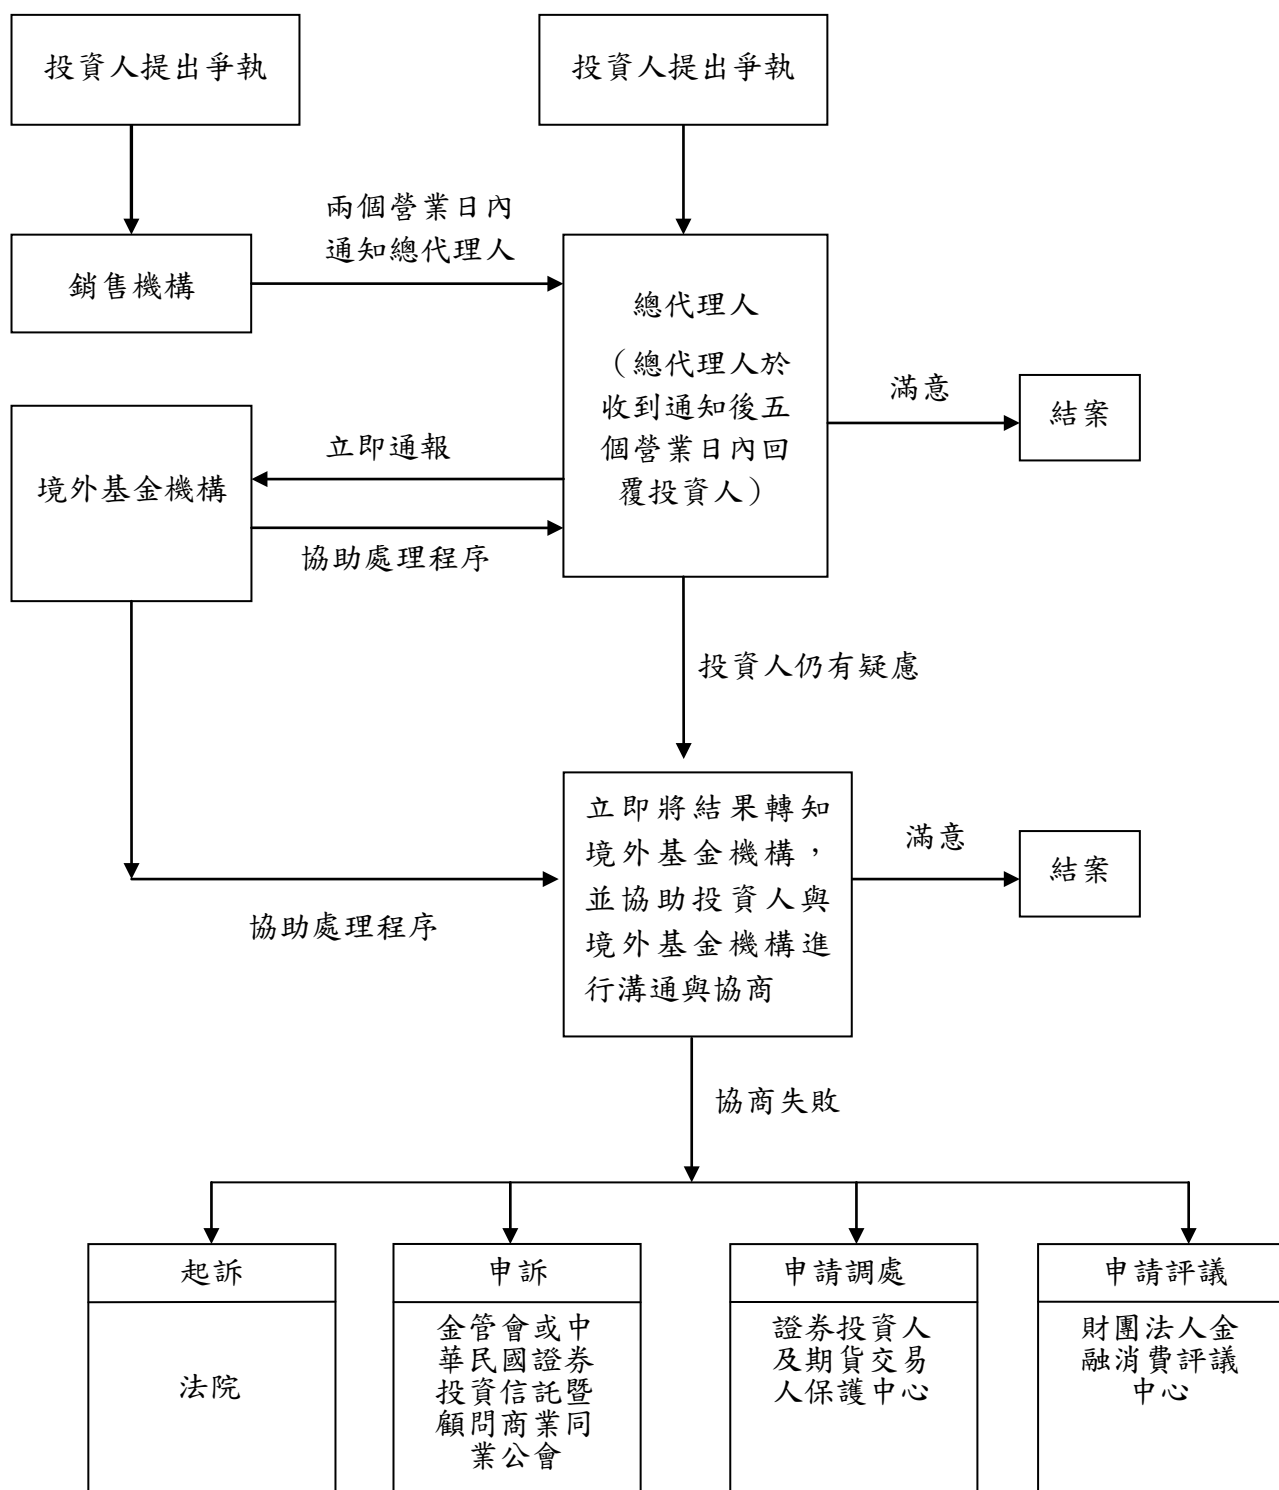 投資人提出爭執
投資人提出爭執
兩個營業日內
通知總代理人
銷售機構
總代理人
（總代理人於
收到通知後五
個營業日內回
覆投資人）
滿意
結案
立即通報
境外基金機構
協助處理程序
投資人仍有疑慮
立即將結果轉知
境外基金機構，
並協助投資人與
境外基金機構進
行溝通與協商
滿意
結案
協助處理程序
協商失敗
起訴
法院
申訴
金管會或中
華民國證券
投資信託暨
顧問商業同
業公會
申請調處
證券投資人
及期貨交易
人保護中心
申請評議
財團法人金
融消費評議
中心